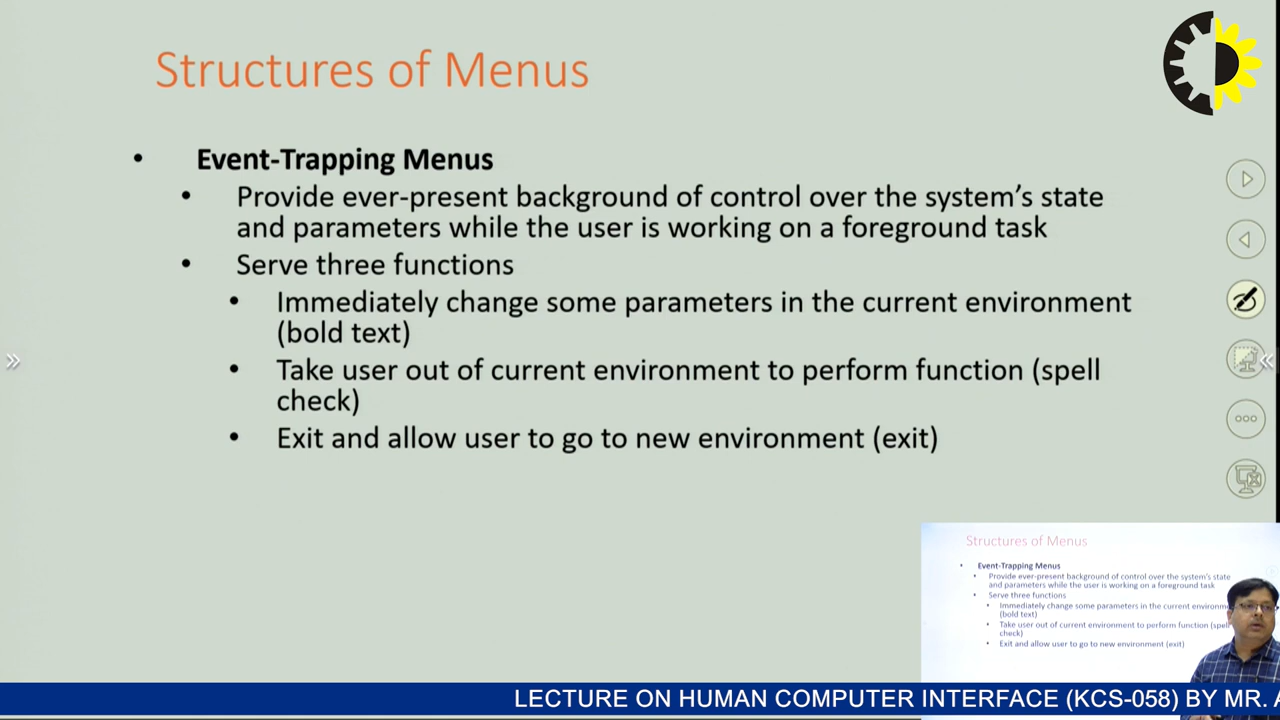 Structures of Menus
• Event-Trapping Menus
• Provide ever-present background of control over the system's state
and parameters while the user is working on a foreground task
• Serve three functions
• Immediately change some parameters in the current environment
(bold text)
• Take user out of current environment to perform function (spell
check)
• Exit and allow user to go to new environment (exit)
Structures of Menus
• Event-Trapping Menus
• Provide ever-present background of control over the system's state
and parameters while the user is working on a foreground task
• Serve three functions
• Immediately change some parameters in the current environme
(bold text)
• Take user out of current environment to perform function (spell
check)
• Exit and allow user to go to new environment (exit)
LECTURE ON HUMAN COMPUTER INTERFACE (KCS-058) BY MR. A